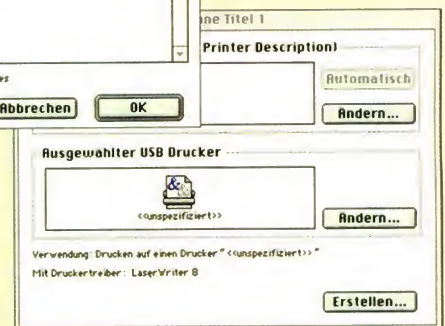 ne Titel 1
Printer Description)
Automatisch
Abbrechen
OK
Ändern...
Ausgewählter USB Drucker
<<unspezifiziert>>
Ändern...
Verwendung: Drucken auf einen Drucker "<<unspezifiziert>>"
Mit Druckertreiber: LaserWriter 8
Erstellen...